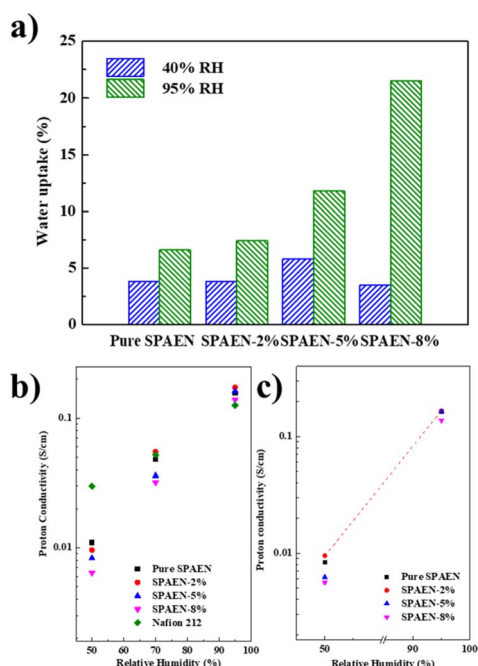 a)
25
20
15
10
5
0
Water uptake (%)
40% RH
95% RH
Pure SPAEN SPAEN-2% SPAEN-5% SPAEN-8%
b)
0.1
0.01
Proton Conductivity (S/cm)
Pure SPAEN
SPAEN-2%
SPAEN-5%
SPAEN-8%
Nafion 212
50 60 70 80 90 100
Relative Humidity (%)
c)
0.1
0.01
Proton conductivity (S/cm)
Pure SPAEN
SPAEN-2%
SPAEN-5%
SPAEN-8%
50 90 100
Relative Humidity (%)